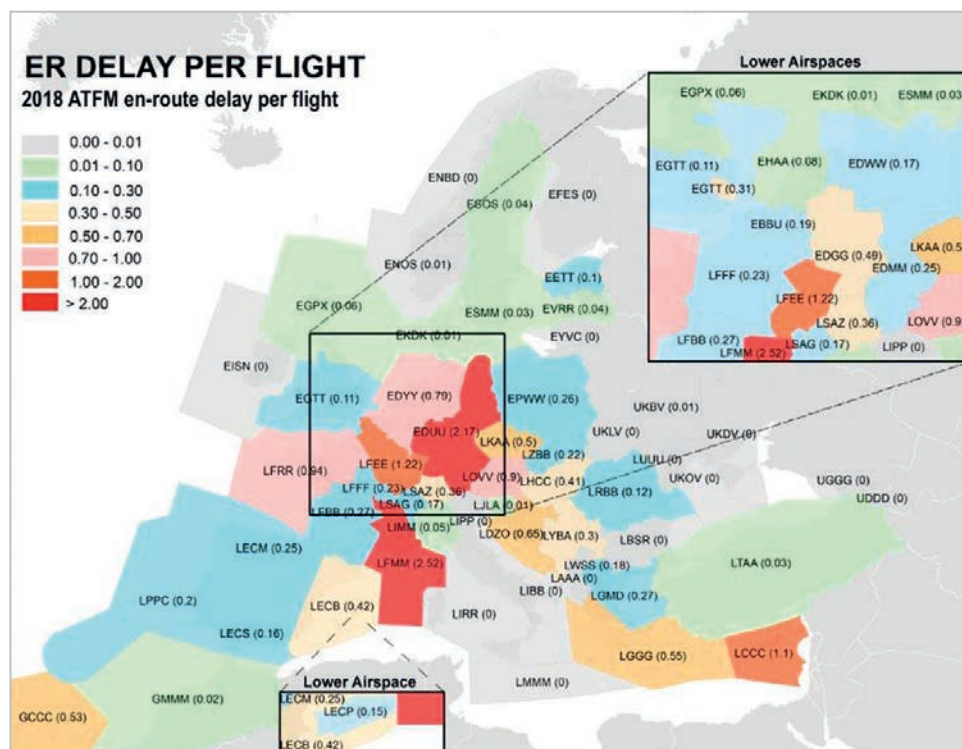 ER DELAY PER FLIGHT
2018 ATFM en-route delay per flight
0.00 - 0.01
0.01 - 0.10
0.10 - 0.30
0.30 - 0.50
0.50 - 0.70
0.70 - 1.00
1.00 - 2.00
> 2.00
Lower Airspaces
EGPX (0.06)
EKDK (0.01)
ESMM (0.03
EGTT (0.11)
EHAA (0.08)
EDWW (0.17)
EGTT (0.31)
EBBU (0.19)
EDGG (0.49)
LKAA (0.5
EDMM (0.25)
LFFF (0.23)
LFEE (1.22)
LSAZ (0.36)
LOVV (0.9
LFBB (0.27)
LSAG (0.17)
LIPP (0)
LFMM (2.52)
ENBD (0)
EFES (0)
ESOS (0.04)
ENOS (0.01)
EETT (0.1)
EGPX (0.06)
ESMM (0.03)
EVRR (0.04)
EKDK (0.01)
EYVC (0)
EISN (0)
EGTT (0.11)
EDYY (0.79)
EPWW (0.26)
UKBV (0.01)
EDUU (2.17)
UKLV (0)
UKDV (0)
LKAA (0.5)
LZBB (0.22)
LUUU (0)
LFRR (0.94)
LFEE (1.22)
LOVV (0.9)
LHCC (0.41)
UKOV (0)
UGGG (0)
LFFF (0.23)
LSAZ (0.36)
LRBB (0.12)
UDDD (0)
LFBB (0.27)
LSAG (0.17)
LJLA (0.01)
LIPP (0)
LIMM (0.05)
LDZO (0.65)
LYBA (0.3)
LBSR (0)
LECM (0.25)
LFMM (2.52)
LWSS (0.18)
LAAA (0)
LTAA (0.03)
LIBB (0)
LGMD (0.27)
LPPC (0.2)
LECB (0.42)
LIRR (0)
LECS (0.16)
LGGG (0.55)
LCCC (1.1)
LMMM (0)
GMMM (0.02)
GCCC (0.53)
Lower Airspace
LECM (0.25)
LECP (0.15)
LECB (0.42)